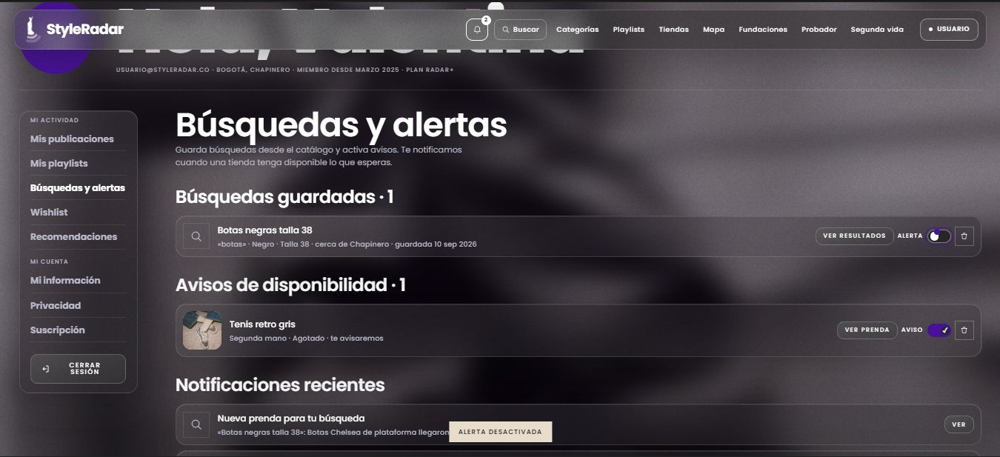 StyleRadar
2
Buscar
Categorías
Playlists
Tiendas
Mapa
Fundaciones
Probador
Segunda vida
USUARIO
Hola, Valentina
USUARIO@STYLERADAR.CO · BOGOTÁ, CHAPINERO · MIEMBRO DESDE MARZO 2025 · PLAN RADAR+
MI ACTIVIDAD
Mis publicaciones
Mis playlists
Búsquedas y alertas
Wishlist
Recomendaciones
MI CUENTA
Mi información
Privacidad
Suscripción
CERRAR
SESIÓN
Búsquedas y alertas
Guarda búsquedas desde el catálogo y activa avisos. Te notificamos
cuando una tienda tenga disponible lo que esperas.
Búsquedas guardadas · 1
Botas negras talla 38
«botas» · Negro · Talla 38 · cerca de Chapinero · guardada 10 sep 2026
VER RESULTADOS
ALERTA
Avisos de disponibilidad · 1
Tenis retro gris
Segunda mano · Agotado · te avisaremos
VER PRENDA
AVISO
Notificaciones recientes
Nueva prenda para tu búsqueda
«Botas negras talla 38»: Botas Chelsea de plataforma llegaron
VER
ALERTA DESACTIVADA